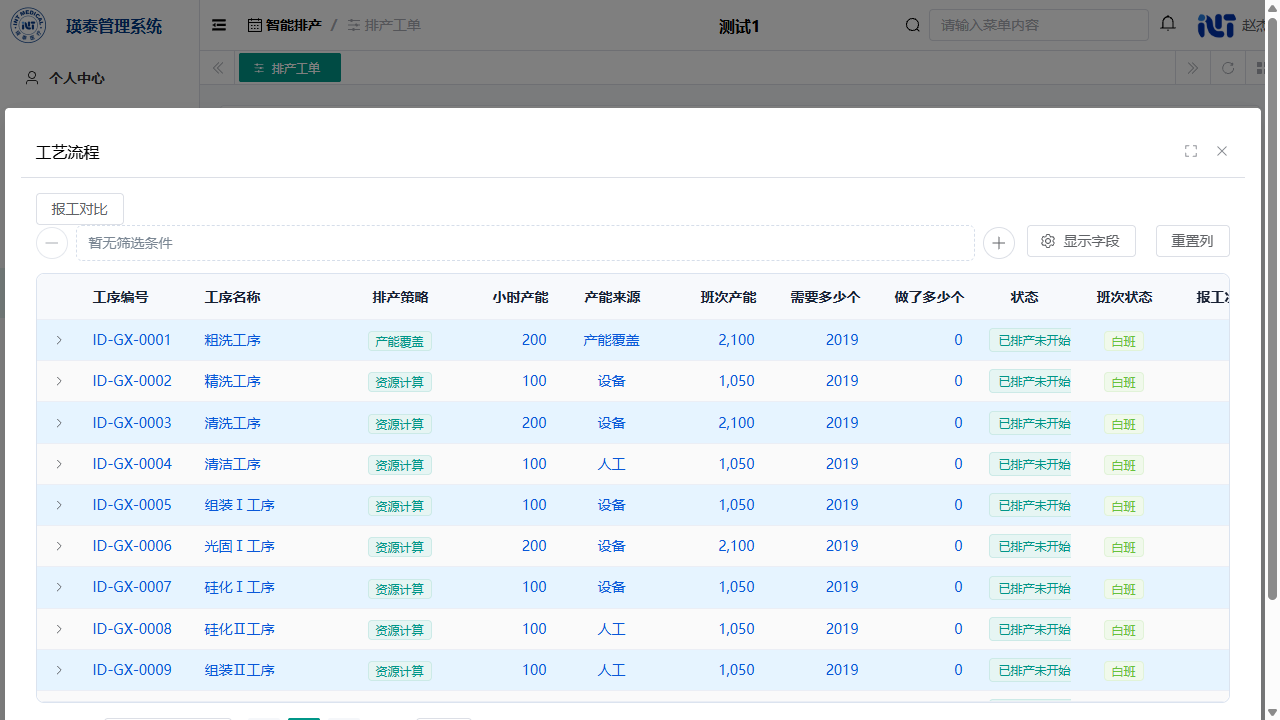 瑛泰管理系统
智能排产 / 排产工单
测试1
请输入菜单内容
个人中心
排产工单
工艺流程
报工对比
暂无筛选条件
显示字段
重置列
工序编号 工序名称 排产策略 小时产能 产能来源 班次产能 需要多少个 做了多少个 状态 班次状态 报工
ID-GX-0001 粗洗工序 产能覆盖 200 产能覆盖 2,100 2019 0 已排产未开始 白班
ID-GX-0002 精洗工序 资源计算 100 设备 1,050 2019 0 已排产未开始 白班
ID-GX-0003 清洗工序 资源计算 200 设备 2,100 2019 0 已排产未开始 白班
ID-GX-0004 清洁工序 资源计算 100 人工 1,050 2019 0 已排产未开始 白班
ID-GX-0005 组装Ⅰ工序 资源计算 100 设备 1,050 2019 0 已排产未开始 白班
ID-GX-0006 光固Ⅰ工序 资源计算 200 设备 2,100 2019 0 已排产未开始 白班
ID-GX-0007 硅化Ⅰ工序 资源计算 100 设备 1,050 2019 0 已排产未开始 白班
ID-GX-0008 硅化Ⅱ工序 资源计算 100 人工 1,050 2019 0 已排产未开始 白班
ID-GX-0009 组装Ⅱ工序 资源计算 100 人工 1,050 2019 0 已排产未开始 白班